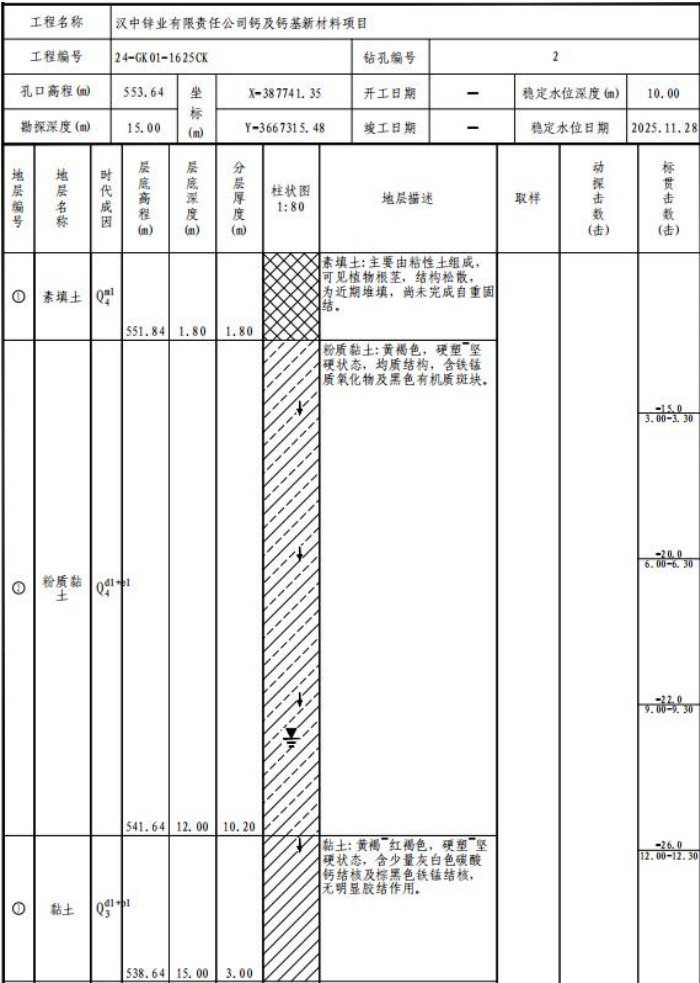 工程名称 汉中锌业有限责任公司钙及钙基新材料项目
工程编号 24-GK01-1625CK 钻孔编号 2
孔口高程(m) 553.64 坐标(m) X=387741.35 开工日期 — 稳定水位深度(m) 10.00
勘探深度(m) 15.00 Y=3667315.48 竣工日期 — 稳定水位日期 2025.11.28
地层编号 地层名称 时代成因 层底高程(m) 层底深度(m) 分层厚度(m) 柱状图 1:80 地层描述 取样 动探击数(击) 标贯击数(击)
素填土:主要由粘性土组成,
可见植物根茎,结构松散,
为近期堆填,尚未完成自重固
结。
① 素填土 Q4ml
551.84 1.80 1.80
粉质黏土:黄褐色,硬塑~坚
硬状态,均质结构,含铁锰
质氧化物及黑色有机质斑块。
=15.0
3.00-3.30
=20.0
6.00-6.30
② 粉质黏土 Q4dl+pl
=22.0
9.00-9.30
541.64 12.00 10.20
黏土:黄褐~红褐色,硬塑~坚
硬状态,含少量灰白色碳酸
钙结核及棕黑色铁锰结核,
无明显胶结作用。
=26.0
12.00-12.30
黏土 Q3dl+pl
538.64 15.00 3.00